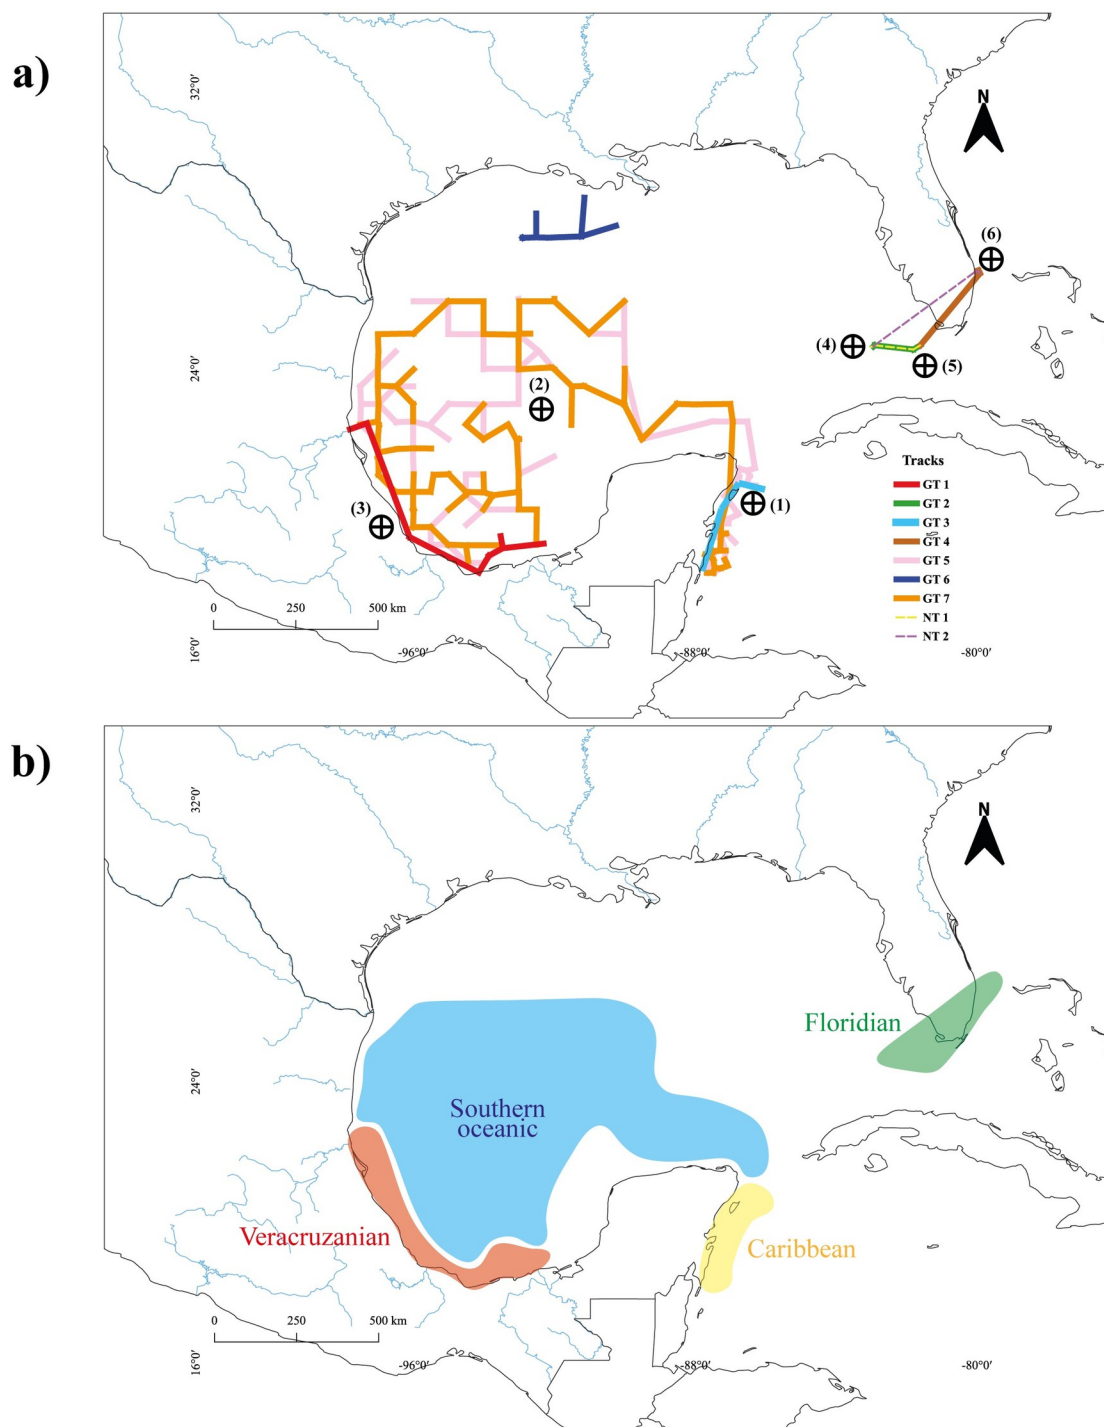 a)
32°0'
N
(6)
(4)
(5)
24°0'
(2)
Tracks
GT 1
GT 2
GT 3
GT 4
GT 5
GT 6
GT 7
NT 1
NT 2
(3)
(1)
0 250 500 km
16°0'
-96°0'
-88°0'
-80°0'
b)
32°0'
N
Floridian
24°0'
Southern
oceanic
Veracruzanian
Caribbean
0 250 500 km
16°0'
-96°0'
-88°0'
-80°0'